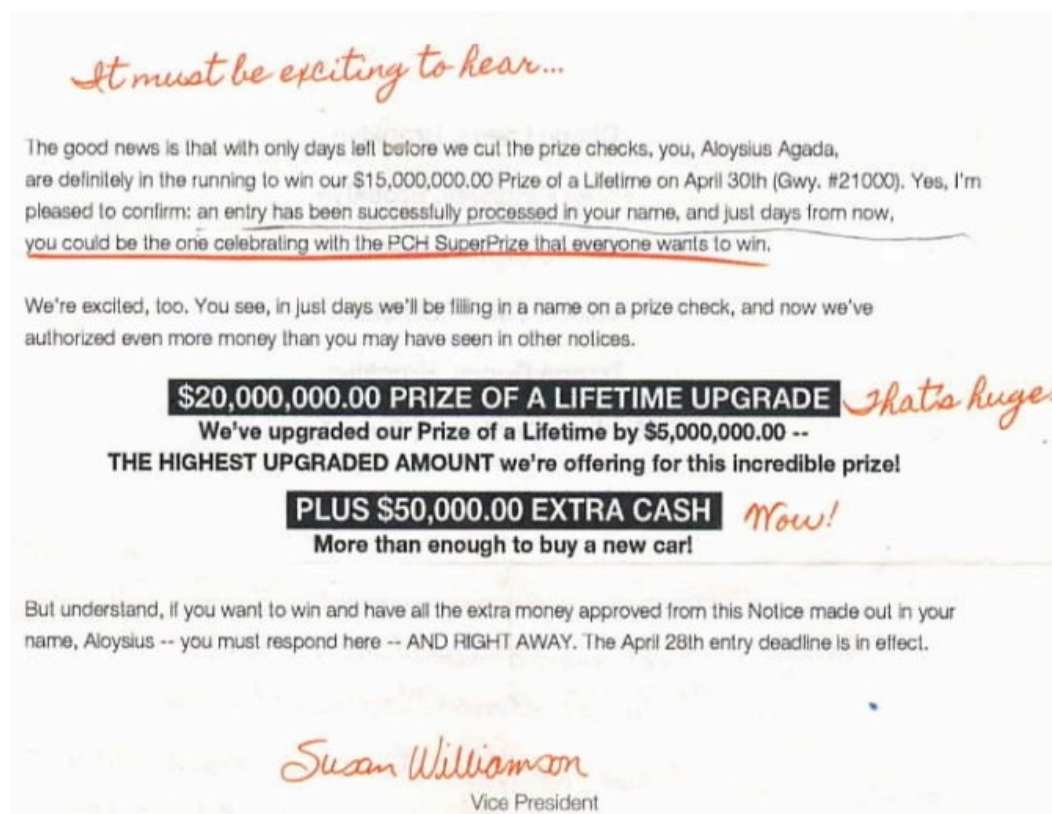 It must be exciting to hear...
The good news is that with only days left before we cut the prize checks, you, Aloysius Agada,
are definitely in the running to win our $15,000,000.00 Prize of a Lifetime on April 30th (Gwy. #21000). Yes, I'm
pleased to confirm: an entry has been successfully processed in your name, and just days from now,
you could be the one celebrating with the PCH SuperPrize that everyone wants to win.
We're excited, too. You see, in just days we'll be filling in a name on a prize check, and now we've
authorized even more money than you may have seen in other notices.
$20,000,000.00 PRIZE OF A LIFETIME UPGRADE That's huge.
We've upgraded our Prize of a Lifetime by $5,000,000.00 --
THE HIGHEST UPGRADED AMOUNT we're offering for this incredible prize!
PLUS $50,000.00 EXTRA CASH Wow!
More than enough to buy a new car!
But understand, if you want to win and have all the extra money approved from this Notice made out in your
name, Aloysius -- you must respond here -- AND RIGHT AWAY. The April 28th entry deadline is in effect.
Susan Williamson
Vice President